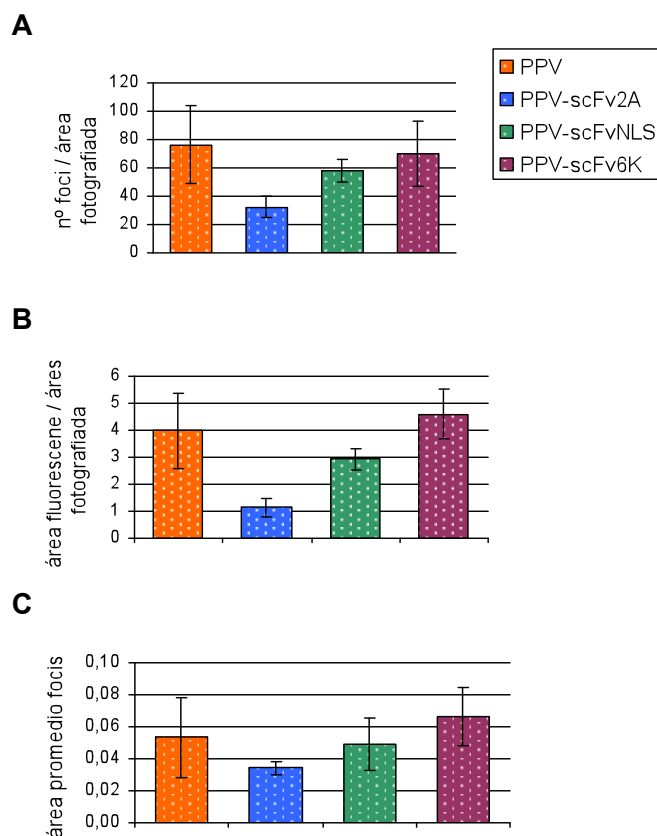 A
PPV
PPV-scFv2A
PPV-scFvNLS
PPV-scFv6K
nº foci / área
fotografiada
120
100
80
60
40
20
0
B
área fluorescene / áres
fotografiada
6
5
4
3
2
1
0
C
área promedio focis
0,10
0,08
0,06
0,04
0,02
0,00